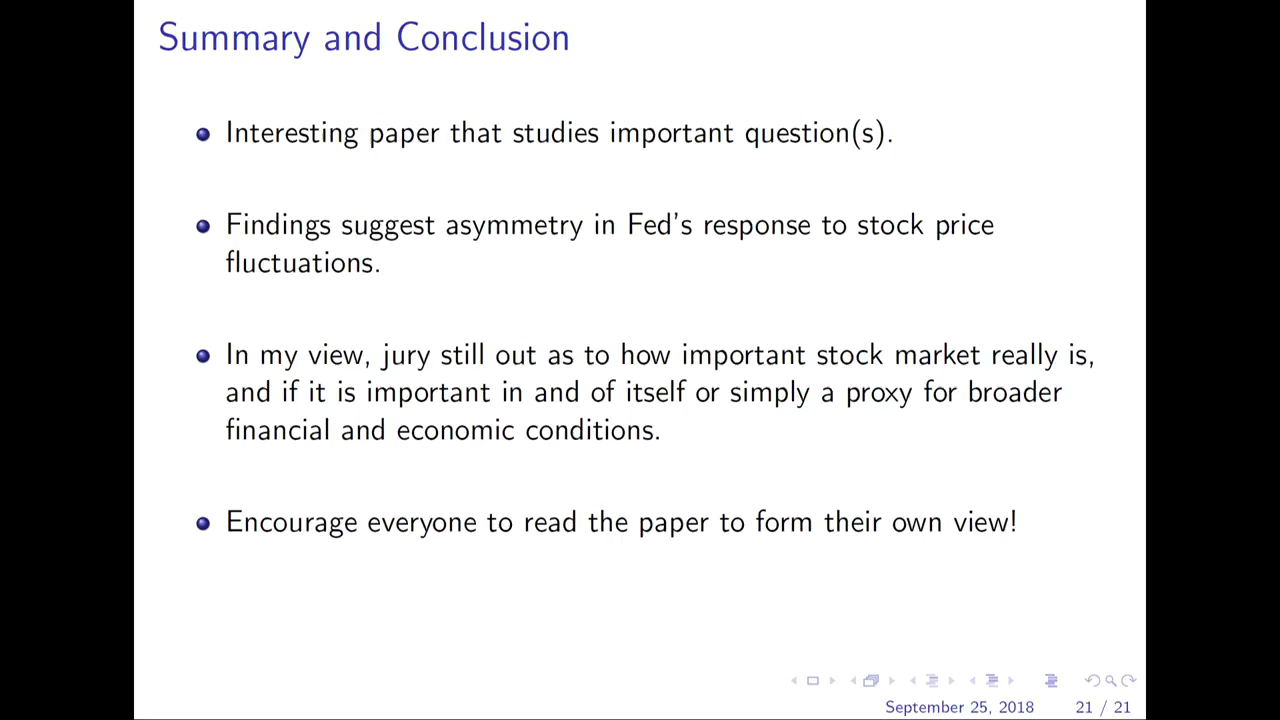 Summary and Conclusion
Interesting paper that studies important question(s).
Findings suggest asymmetry in Fed's response to stock price
fluctuations.
In my view, jury still out as to how important stock market really is,
and if it is important in and of itself or simply a proxy for broader
financial and economic conditions.
Encourage everyone to read the paper to form their own view!
September 25, 2018 21 / 21